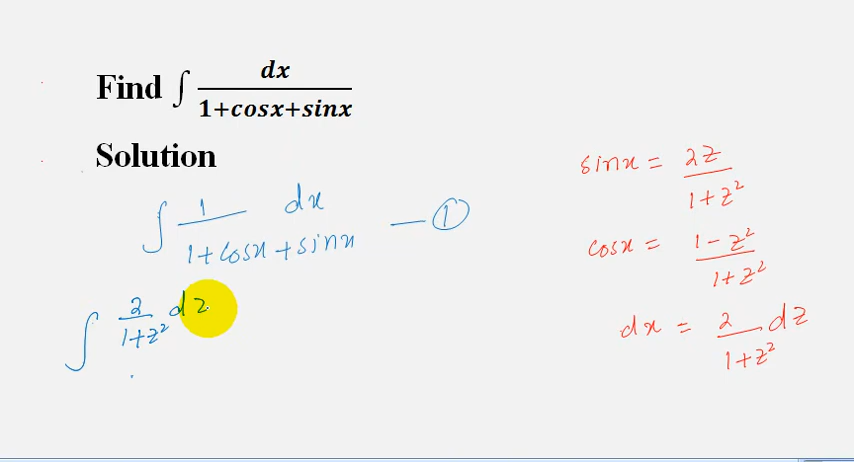 Find ∫ dx / 1+cosx+sinx
Solution
∫ 1 / 1+cosx+sinx dx — ①
∫ 2 / 1+z² dz
sinx = 2z / 1+z²
cosx = 1-z² / 1+z²
dx = 2 / 1+z² dz